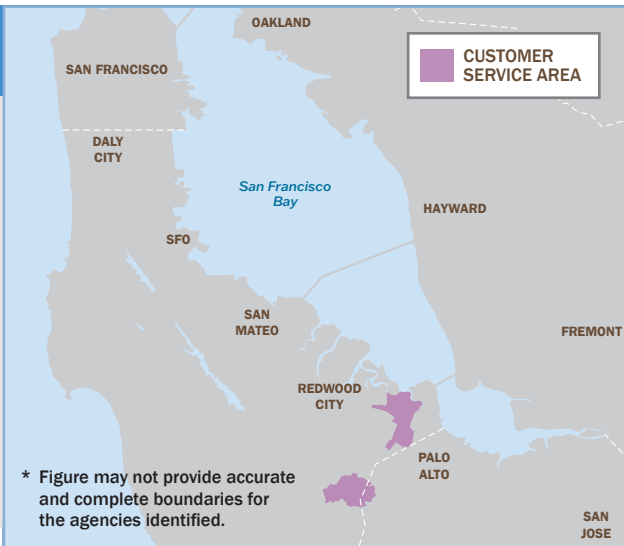 OAKLAND
CUSTOMER
SERVICE AREA
SAN FRANCISCO
DALY
CITY
San Francisco
Bay
HAYWARD
SFO
SAN
MATEO
FREMONT
REDWOOD
CITY
PALO
ALTO
* Figure may not provide accurate
and complete boundaries for
the agencies identified.
SAN
JOSE